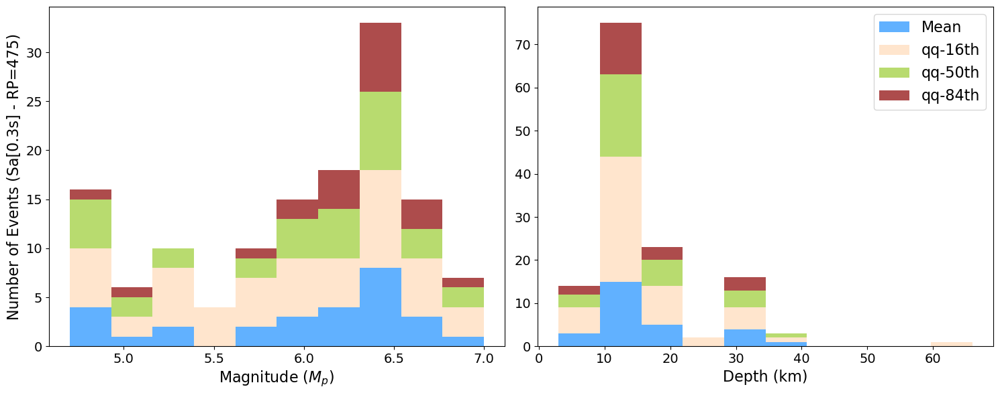 Number of Events (Sa[0.3s] - RP=475)
30
25
20
15
10
5
0
5.0 5.5 6.0 6.5 7.0
Magnitude (Mp)
70
60
50
40
30
20
10
0
0 10 20 30 40 50 60
Depth (km)
Mean
qq-16th
qq-50th
qq-84th